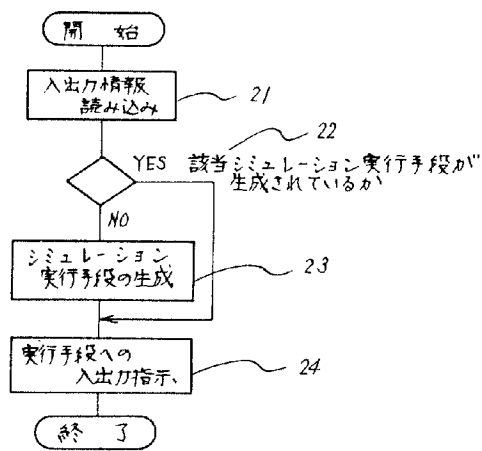 開始
入出力情報
読み込み
21
22
YES
該当シミュレーション実行手段が
生成されているか
NO
シミュレーション
実行手段の生成
23
実行手段への
入出力指示、
24
終了